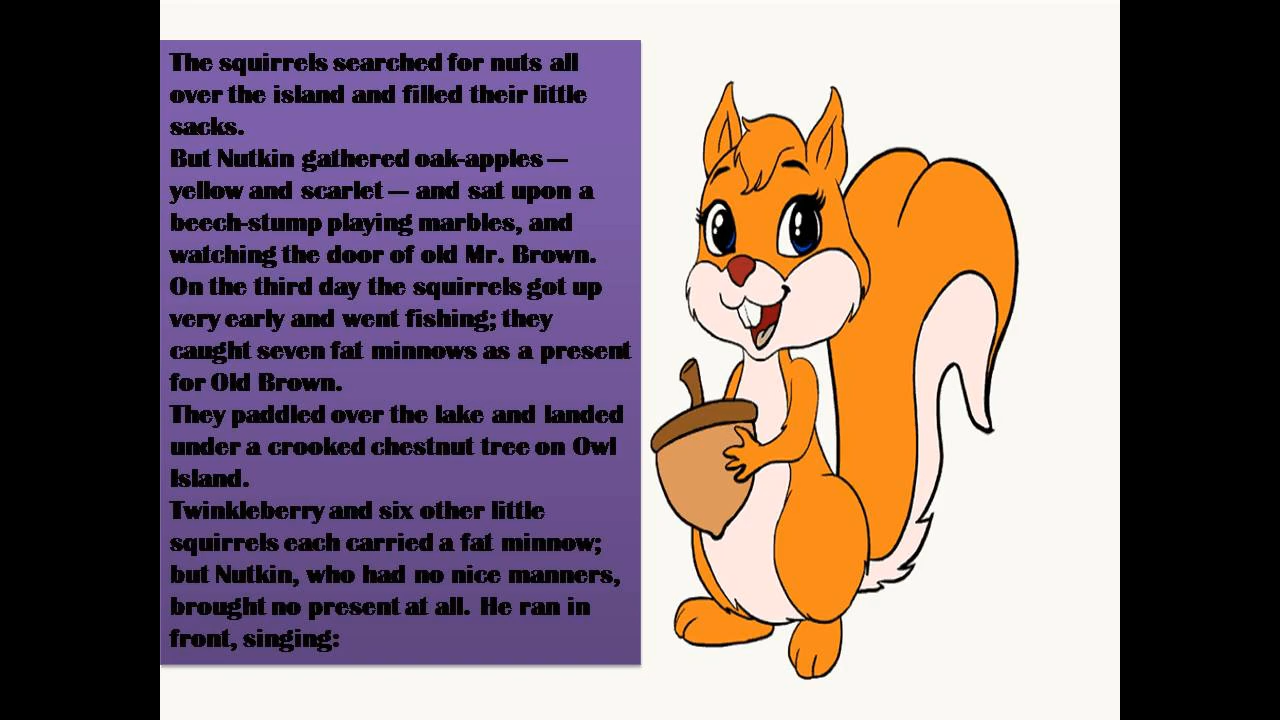 The squirrels searched for nuts all
over the island and filled their little
sacks.
But Nutkin gathered oak-apples —
yellow and scarlet — and sat upon a
beech-stump playing marbles, and
watching the door of old Mr. Brown.
On the third day the squirrels got up
very early and went fishing; they
caught seven fat minnows as a present
for Old Brown.
They paddled over the lake and landed
under a crooked chestnut tree on Owl
Island.
Twinkleberry and six other little
squirrels each carried a fat minnow;
but Nutkin, who had no nice manners,
brought no present at all. He ran in
front, singing: